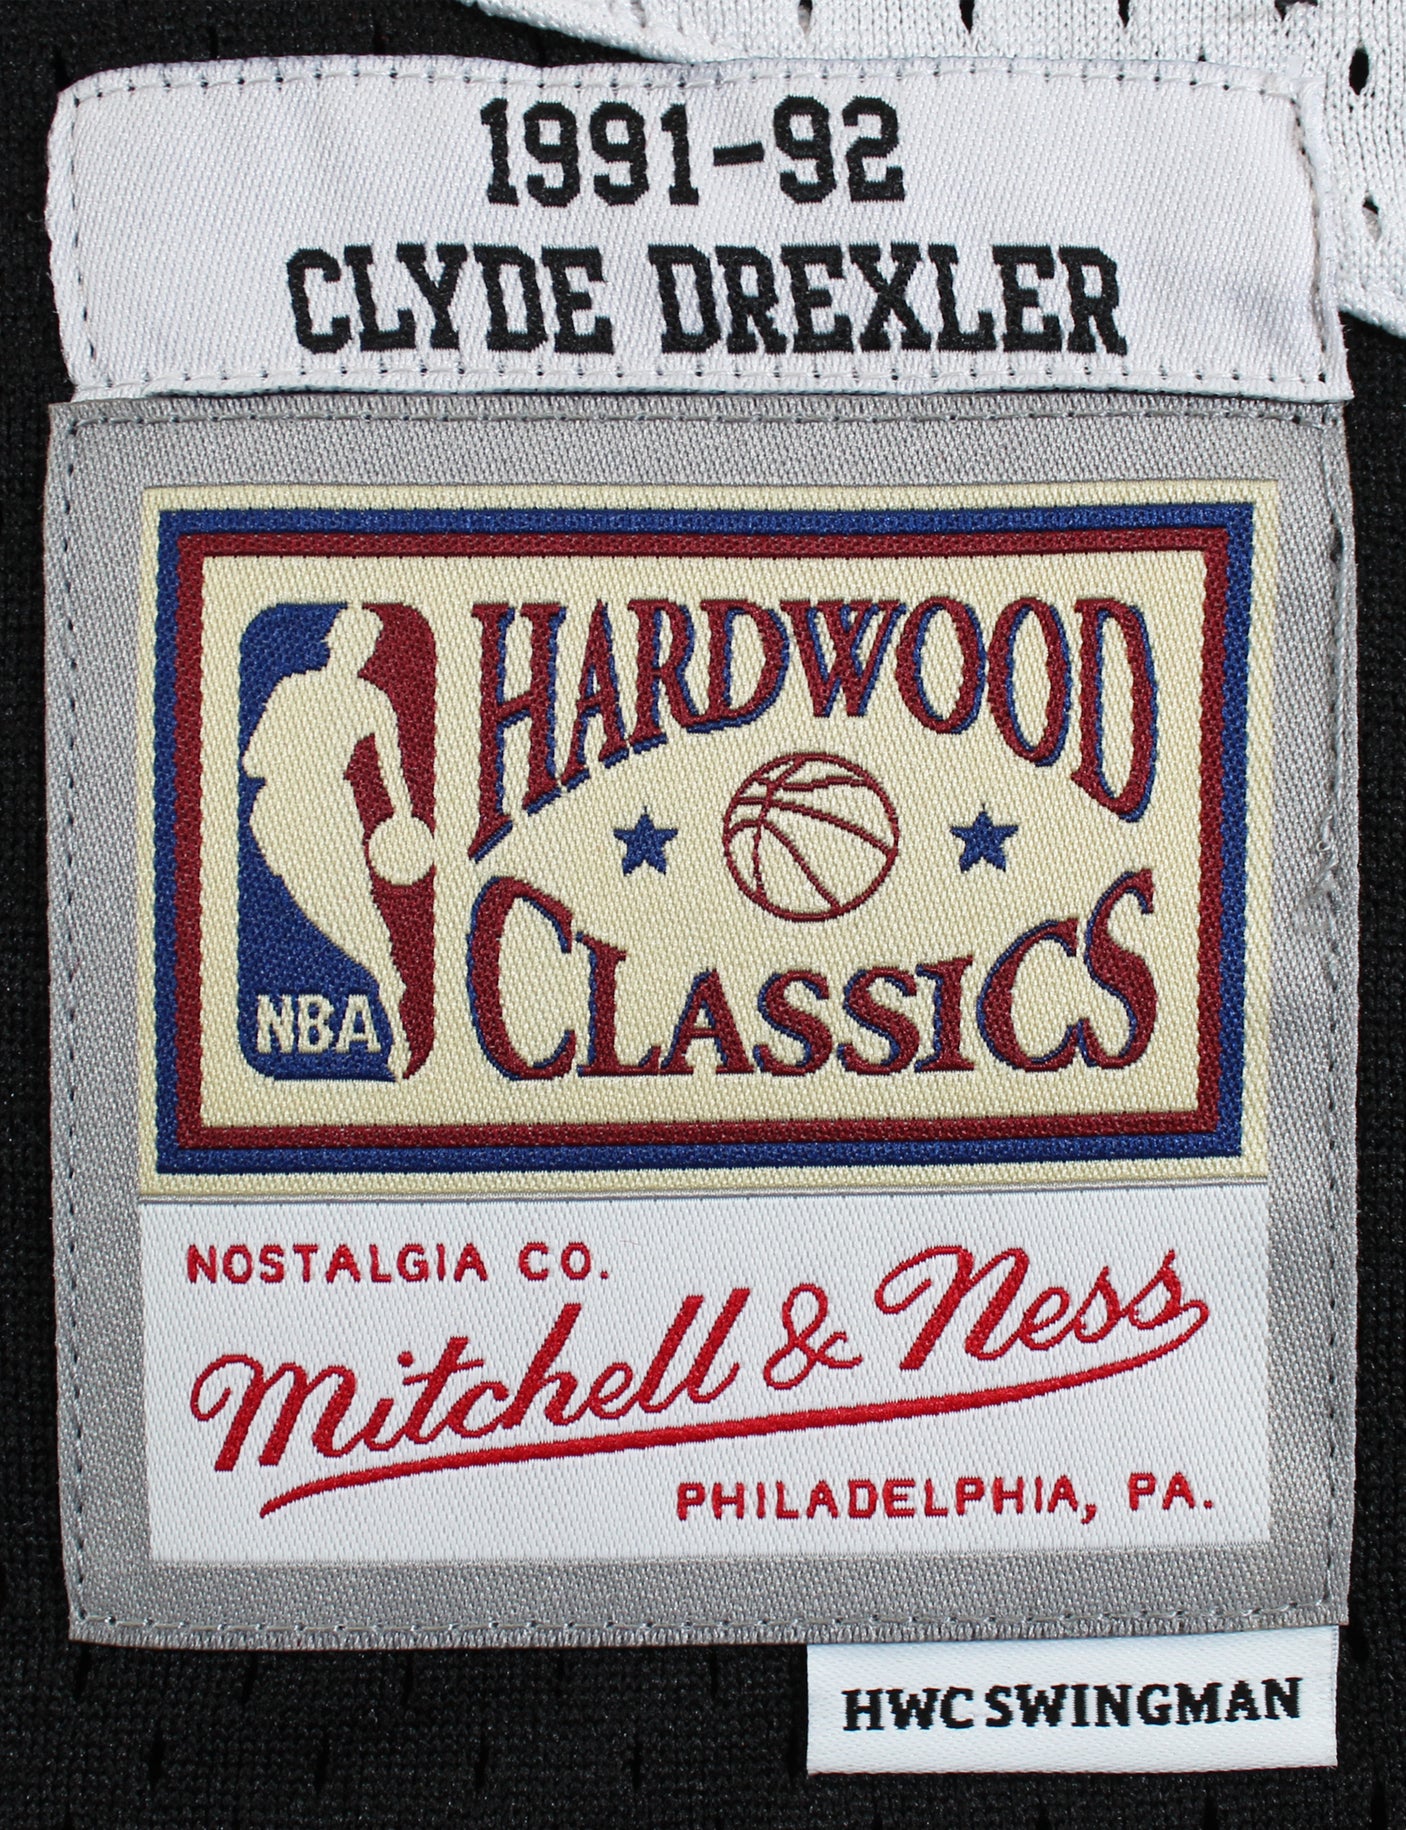 1991-92
CLYDE DREXLER
HARDWOOD
CLASSICS
NBA
NOSTALGIA CO.
Mitchell & Ness
PHILADELPHIA, PA.
HWC SWINGMAN